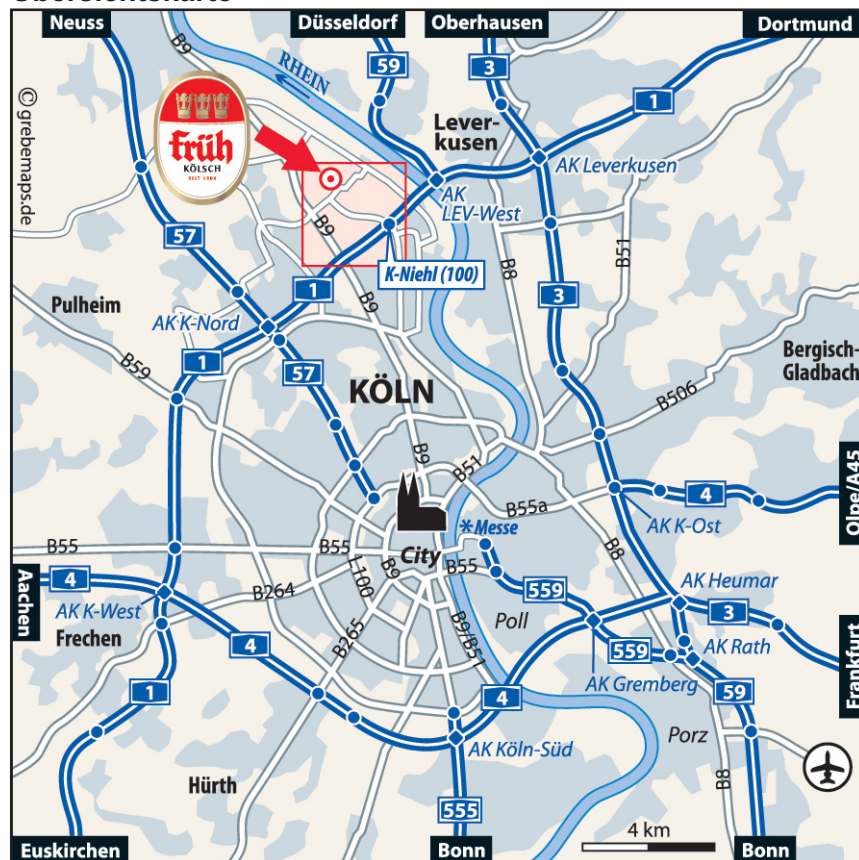 Neuss
Düsseldorf
Oberhausen
Dortmund
© grebemaps.de
B9
RHEIN
59
3
1
Lever-
kusen
früh
KÖLSCH
SEIT 1904
AK Leverkusen
AK
LEV-West
57
B9
B51
B8
K-Niehl (100)
3
1
B9
Pulheim
AK K-Nord
1
B59
57
Bergisch-
Gladbach
KÖLN
B506
B9
B51
B55a
4
Olpe/A45
AK K-Ost
*Messe
B8
B55
B55
City
L100
B9
B55
Aachen
4
AK K-West
B264
559
AK Heumar
3
Frechen
4
B265
B9/B51
Poll
559
AK Rath
Frankfurt
1
4
AK Gremberg
59
AK Köln-Süd
Porz
B8
Hürth
555
4 km
Euskirchen
Bonn
Bonn